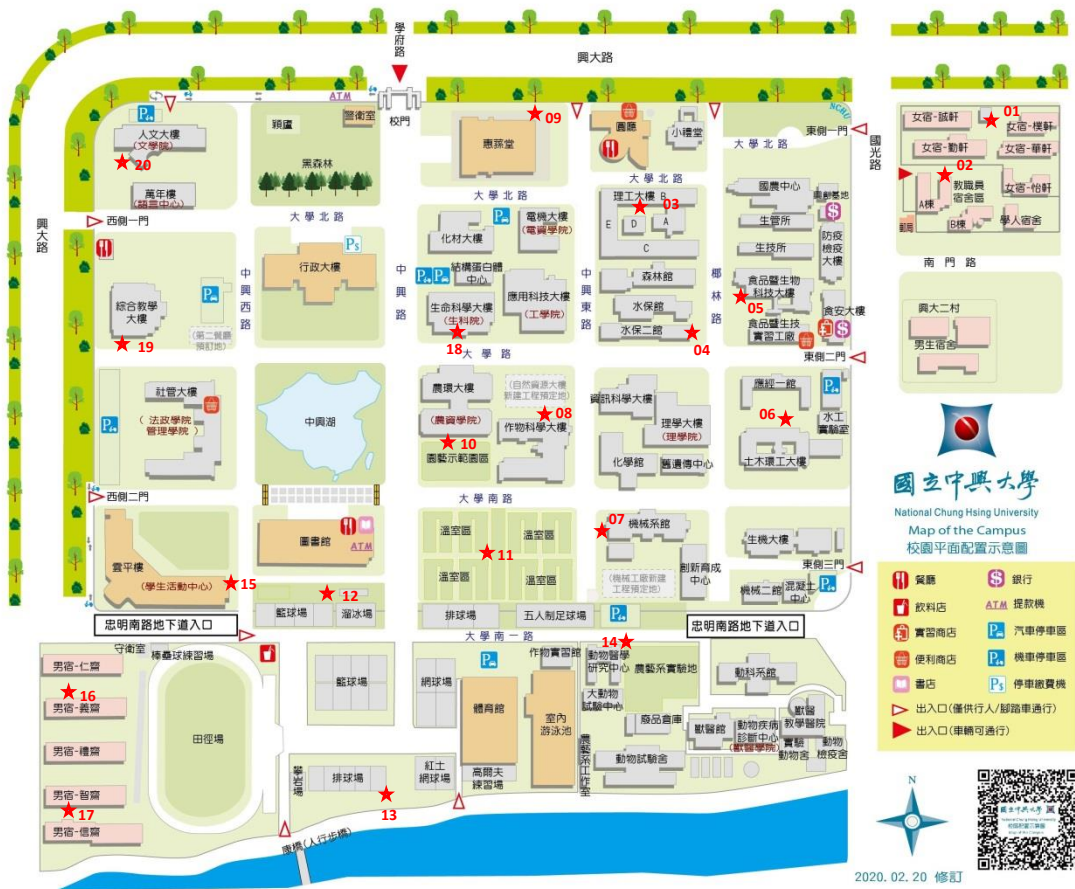 學府路
興大路
ATM
警衛室
校門
穎廬
人文大樓
(文學院)
20
萬年樓
(語言中心)
黑森林
惠蓀堂
09
圓廳
小禮堂
大學北路
東側一門
國光路
NCHU
女宿-誠軒
01
女宿-樸軒
女宿-勤軒
女宿-華軒
02
教職員
宿舍區
女宿-怡軒
A棟
B棟
學人宿舍
郵局
南門路
興大二村
男生宿舍
興大路
西側一門
大學北路
大學北路
大學北路
理工大樓
B
03
A
D
E
C
國農中心
生管所
生技所
防疫
檢疫
大樓
電機大樓
(電資學院)
化材大樓
結構蛋白體
中心
行政大樓
中興西路
中興路
中興東路
椰林路
生命科學大樓
(生科院)
18
應用科技大樓
(工學院)
森林館
水保館
水保二館
04
食品暨生物
科技大樓
05
食品暨生技
實習工廠
食安大樓
東側二門
綜合教學
大樓
19
(第二餐廳
預訂地)
大學路
社管大樓
(法政學院
管理學院)
中興湖
農環大樓
(農資學院)
10
園藝示範園區
(自然資源大樓
新建工程預定地)
08
作物科學大樓
資訊科學大樓
理學大樓
(理學院)
化學館
舊遺傳中心
應經一館
06
土木環工大樓
水工
實驗室
西側二門
大學南路
雲平樓
(學生活動中心)
15
圖書館
ATM
12
籃球場
溜冰場
溫室區
溫室區
11
溫室區
溫室區
排球場
五人制足球場
07
機械系館
(機械工廠新建
工程預定地)
創新育成
中心
生機大樓
東側三門
機械二館
混凝土
中心
忠明南路地下道入口
大學南一路
忠明南路地下道入口
守衛室
棒壘球練習場
男宿-仁齋
16
男宿-義齋
男宿-禮齋
男宿-智齋
17
男宿-信齋
田徑場
籃球場
網球場
作物實習館
體育館
室內
游泳池
14
動物醫學
研究中心
大動物
試驗中心
農藝系實驗地
廢品倉庫
動科系館
獸醫館
動物疾病
診斷中心
(獸醫學院)
獸醫
教學醫院
實驗
動物舍
動物
檢疫舍
動物試驗舍
農藝系工作室
攀岩場
排球場
13
紅土
網球場
高爾夫
練習場
康橋(人行步橋)
國立中興大學
National Chung Hsing University
Map of the Campus
校園平面配置示意圖
餐廳
銀行
飲料店
ATM 提款機
實習商店
汽車停車區
便利商店
機車停車區
書店
停車繳費機
出入口(僅供行人/腳踏車通行)
出入口(車輛可通行)
N
2020.02.20 修訂